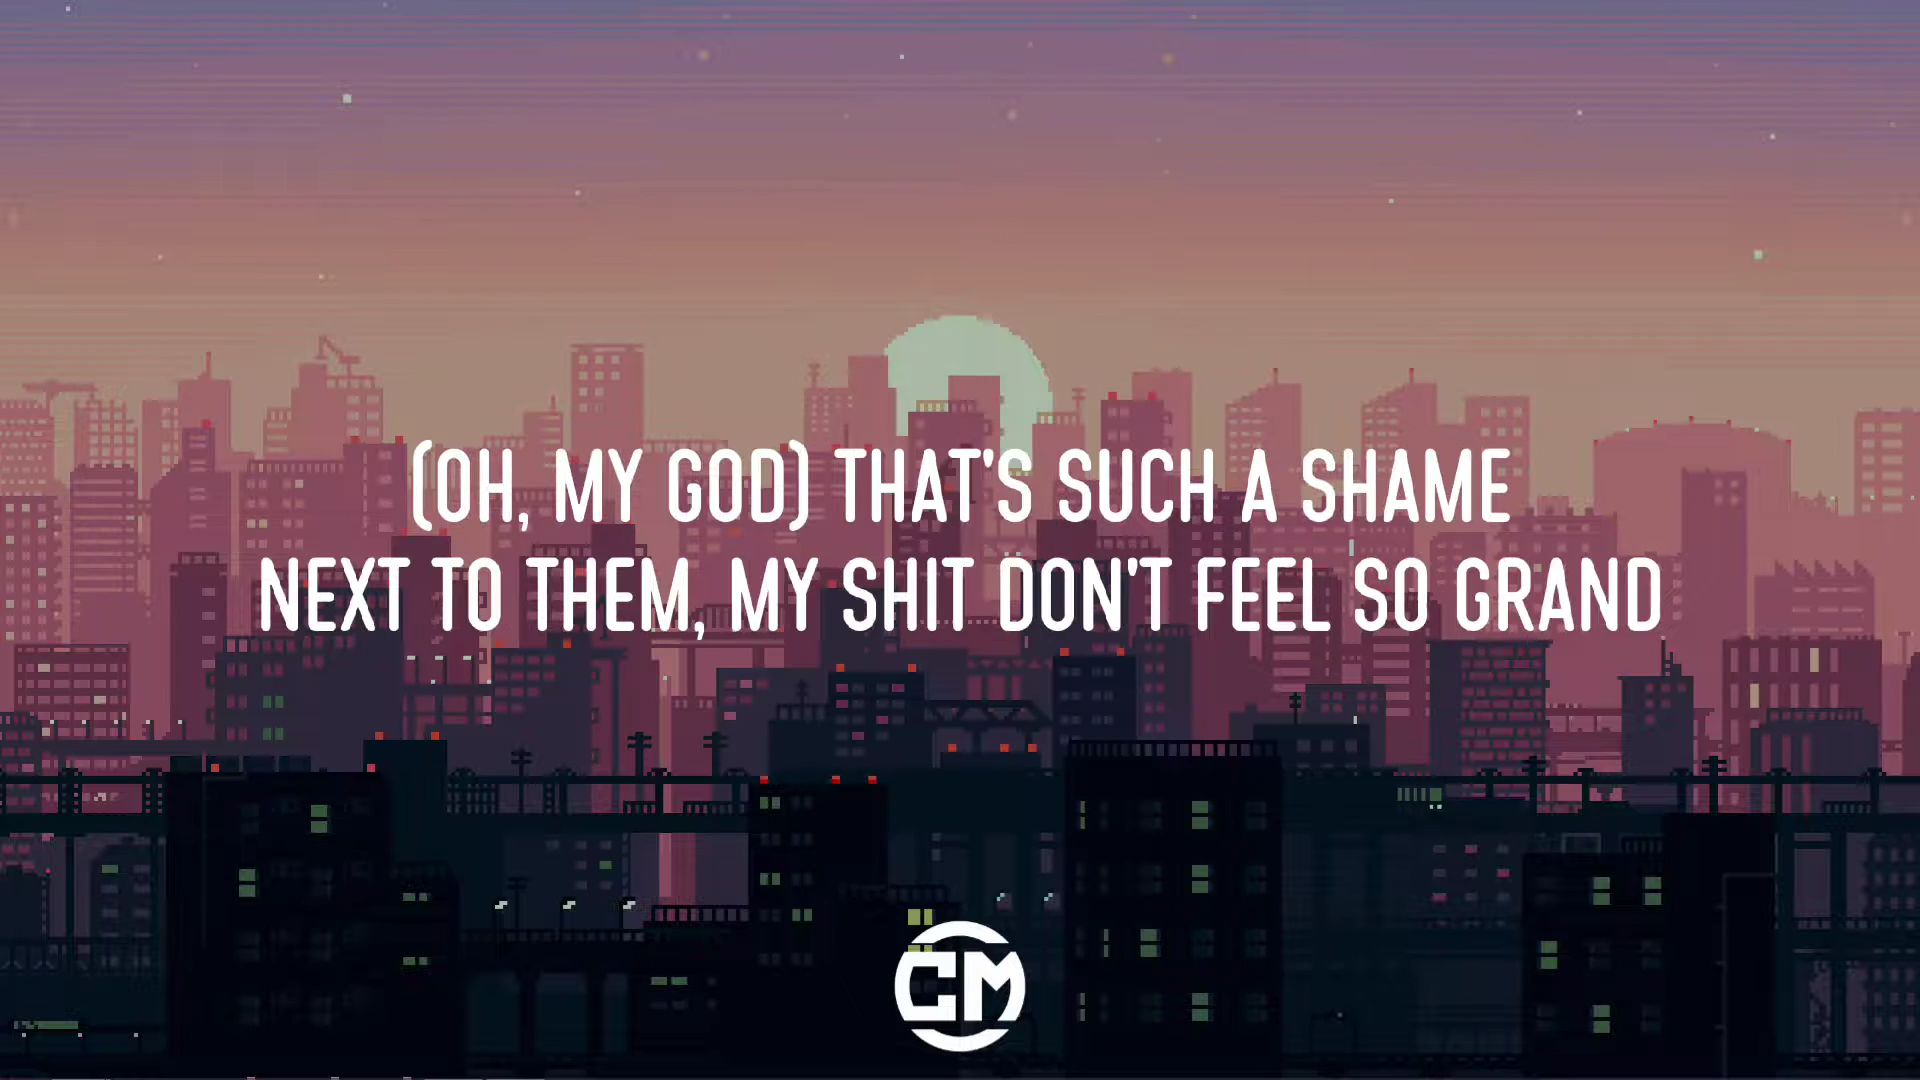 (OH, MY GOD) THAT'S SUCH A SHAME
NEXT TO THEM, MY SHIT DON'T FEEL SO GRAND
CM